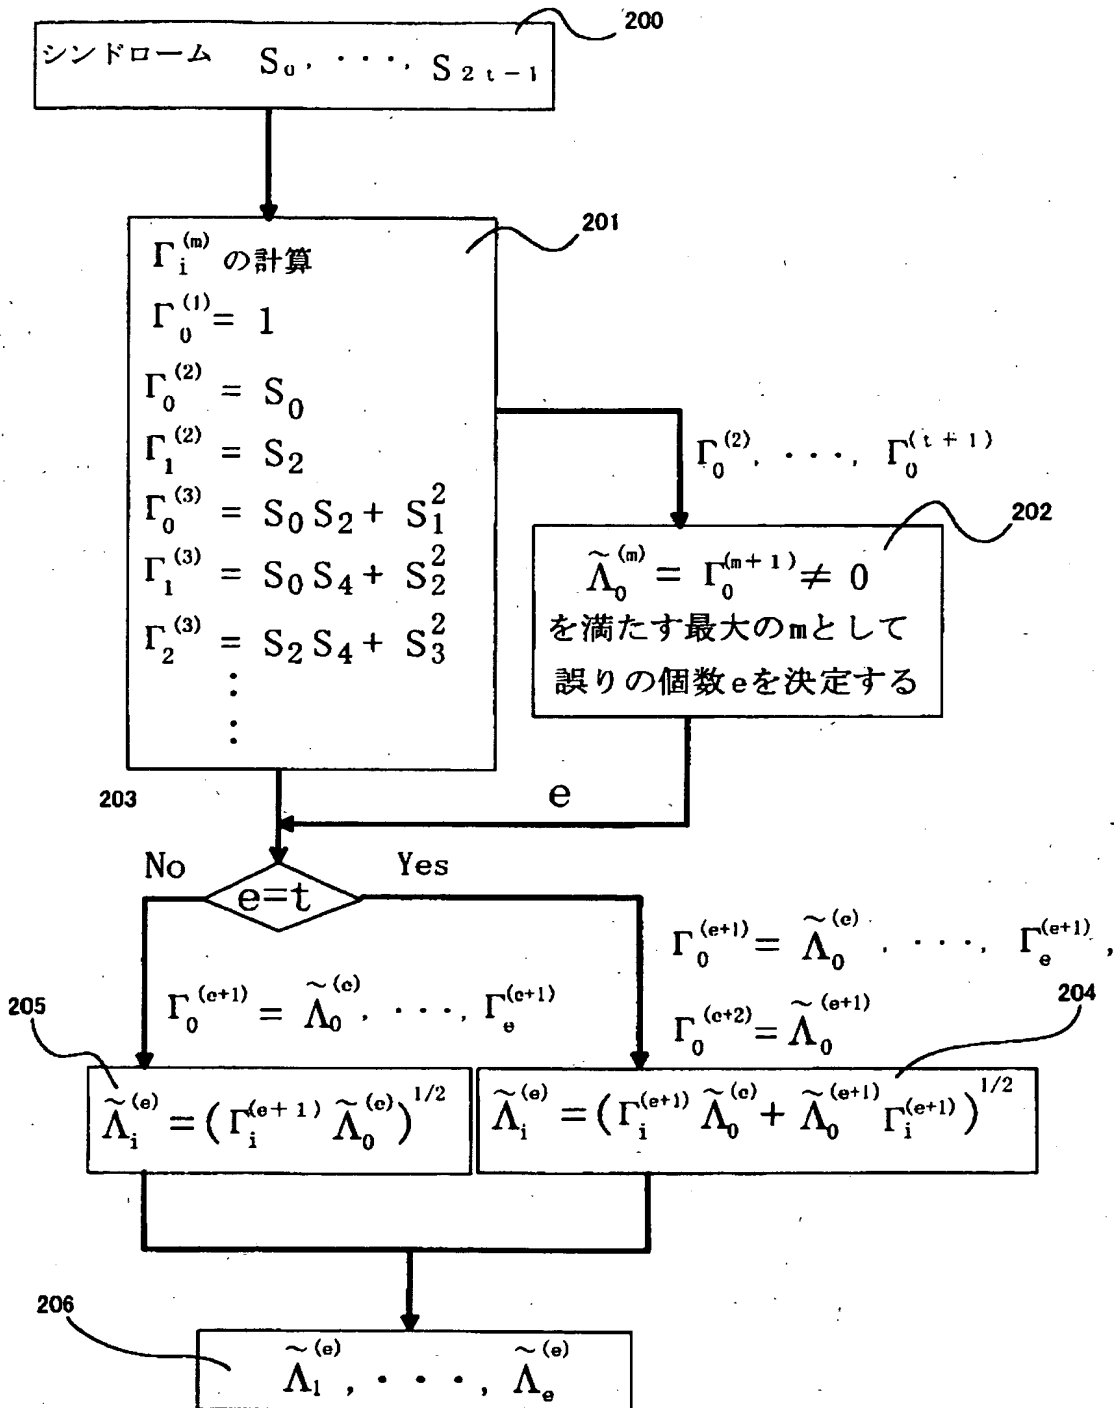 200
シンドローム S₀, ・・・, S₂ₜ₋₁
201
Γᵢ^(m) の計算
Γ₀^(1) = 1
Γ₀^(2) = S₀
Γ₁^(2) = S₂
Γ₀^(3) = S₀S₂ + S₁²
Γ₁^(3) = S₀S₄ + S₂²
Γ₂^(3) = S₂S₄ + S₃²
Γ₀^(2), ・・・, Γ₀^(t+1)
202
Λ̃₀^(m) = Γ₀^(m+1) ≠ 0
を満たす最大のmとして
誤りの個数eを決定する
203
e
No
Yes
e=t
Γ₀^(e+1) = Λ̃₀^(e), ・・・, Γₑ^(e+1),
Γ₀^(e+2) = Λ̃₀^(e+1)
204
205
Γ₀^(e+1) = Λ̃₀^(e), ・・・, Γₑ^(e+1)
Λ̃ᵢ^(e) = (Γᵢ^(e+1) Λ̃₀^(e))^1/2
Λ̃ᵢ^(e) = (Γᵢ^(e+1) Λ̃₀^(e) + Λ̃₀^(e+1) Γᵢ^(e+1))^1/2
206
Λ̃₁^(e), ・・・, Λ̃ₑ^(e)